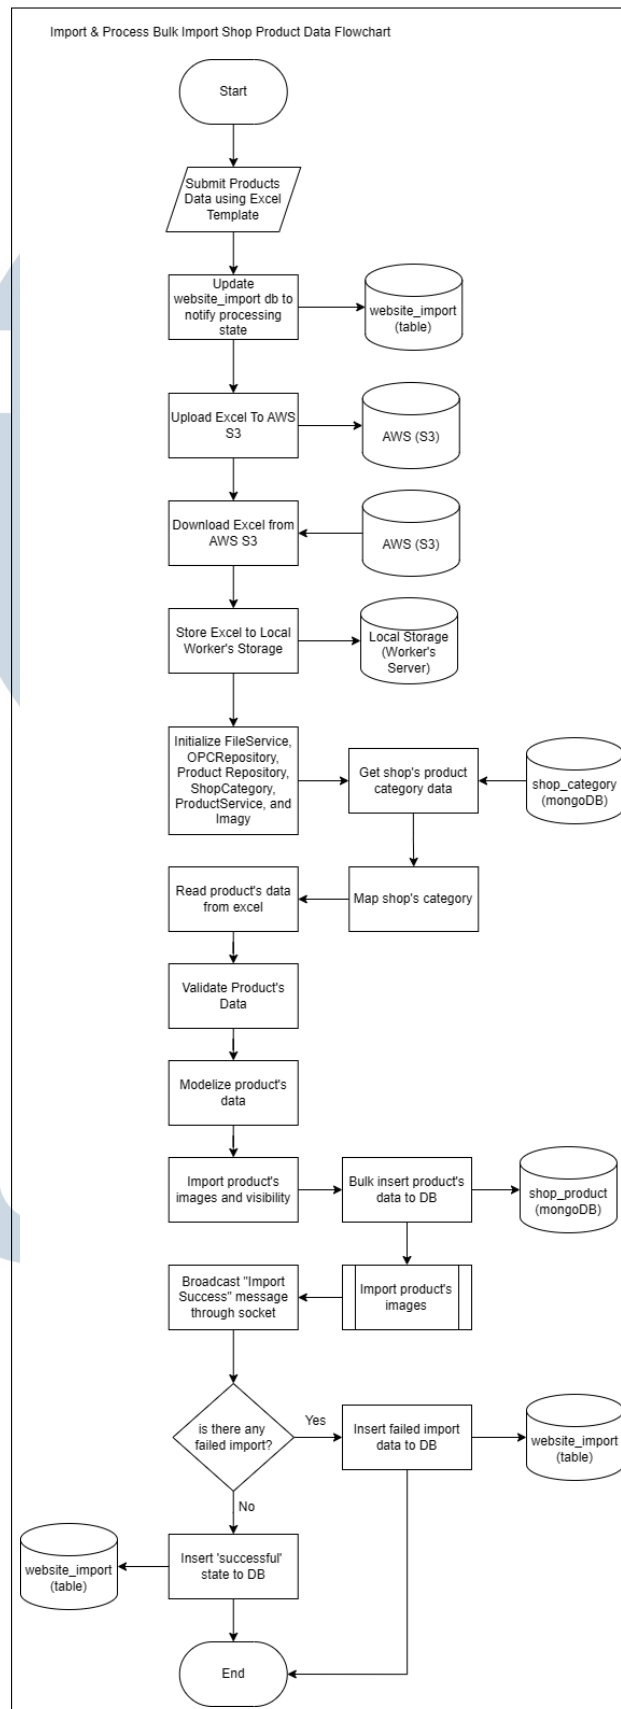 Import & Process Bulk Import Shop Product Data Flowchart
Start
Submit Products
Data using Excel
Template
Update
website_import db to
notify processing
state
website_import
(table)
Upload Excel To AWS
S3
AWS (S3)
Download Excel from
AWS S3
AWS (S3)
Store Excel to Local
Worker's Storage
Local Storage
(Worker's
Server)
Initialize FileService,
OPCRepository,
Product Repository,
ShopCategory,
ProductService, and
Imagy
Get shop's product
category data
shop_category
(mongoDB)
Read product's data
from excel
Map shop's category
Validate Product's
Data
Modelize product's
data
Import product's
images and visibility
Bulk insert product's
data to DB
shop_product
(mongoDB)
Broadcast "Import
Success" message
through socket
Import product's
images
is there any
failed import?
Yes
Insert failed import
data to DB
website_import
(table)
No
website_import
(table)
Insert 'successful'
state to DB
End